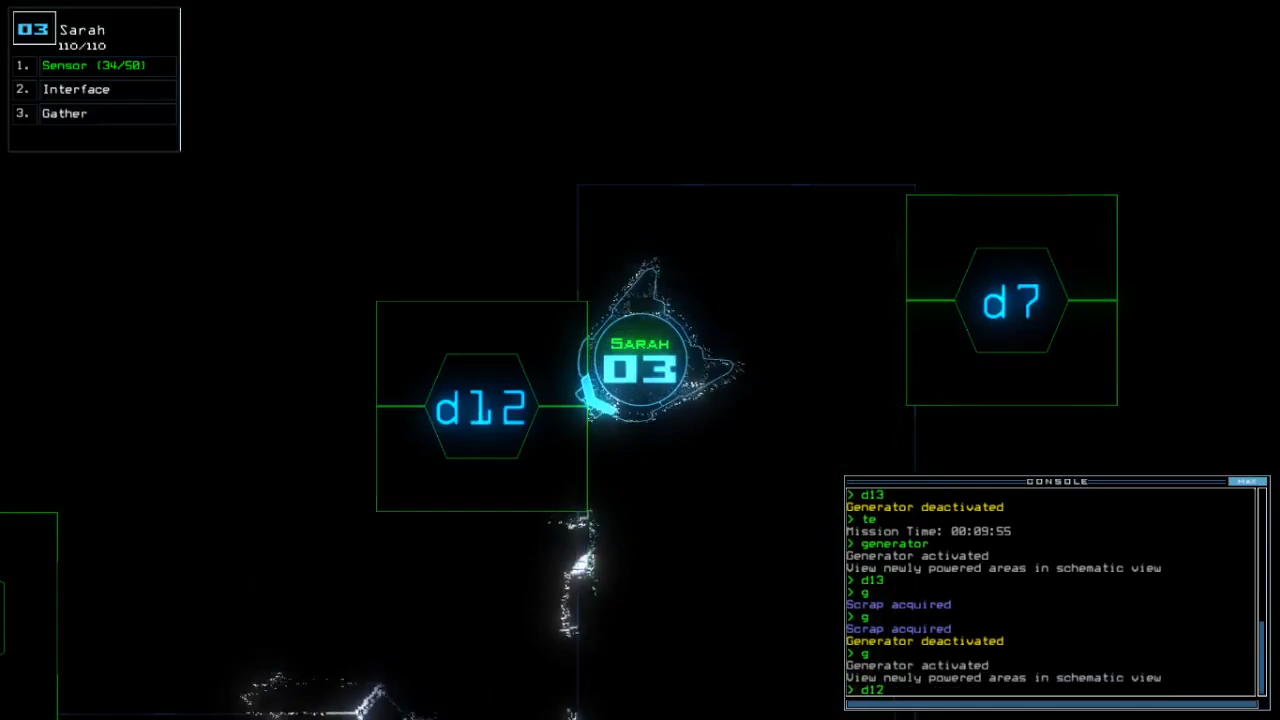 03 Sarah
110/110
1. Sensor (34/50)
2. Interface
3. Gather
d7
SARAH
03
d12
CONSOLE
MAX
> d13
Generator deactivated
> te
Mission Time: 00:09:55
> generator
Generator activated
View newly powered areas in schematic view
> d13
> g
Scrap acquired
> g
Scrap acquired
Generator deactivated
> g
Generator activated
View newly powered areas in schematic view
> d12